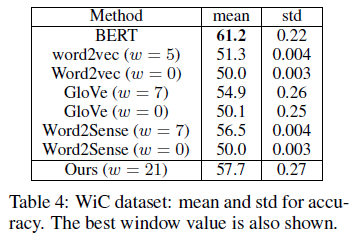 Method mean std
BERT 61.2 0.22
word2vec (w = 5) 51.3 0.004
Word2vec (w = 0) 50.0 0.003
GloVe (w = 7) 54.9 0.26
GloVe (w = 0) 50.1 0.25
Word2Sense (w = 7) 56.5 0.004
Word2Sense (w = 0) 50.0 0.003
Ours (w = 21) 57.7 0.27
Table 4: WiC dataset: mean and std for accu-
racy. The best window value is also shown.